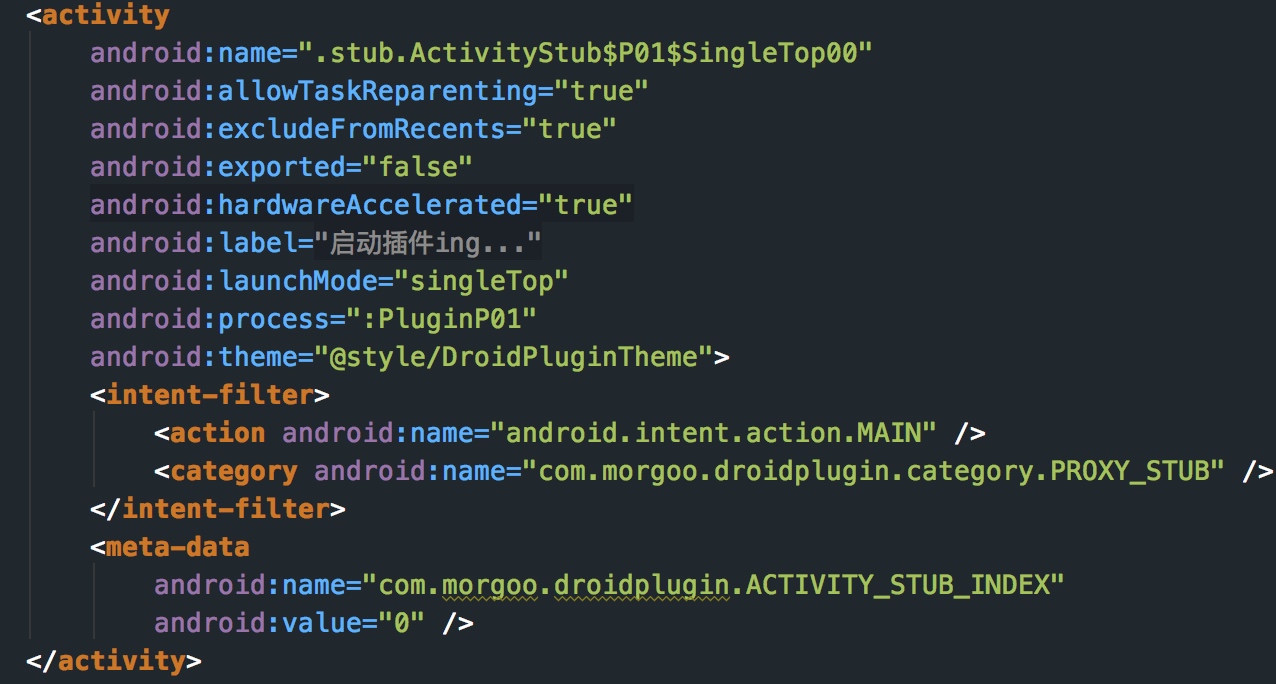 <activity
android:name=".stub.ActivityStub$P01$SingleTop00"
android:allowTaskReparenting="true"
android:excludeFromRecents="true"
android:exported="false"
android:hardwareAccelerated="true"
android:label="启动插件ing..."
android:launchMode="singleTop"
android:process=":PluginP01"
android:theme="@style/DroidPluginTheme">
<intent-filter>
<action android:name="android.intent.action.MAIN" />
<category android:name="com.morgoo.droidplugin.category.PROXY_STUB" />
</intent-filter>
<meta-data
android:name="com.morgoo.droidplugin.ACTIVITY_STUB_INDEX"
android:value="0" />
</activity>